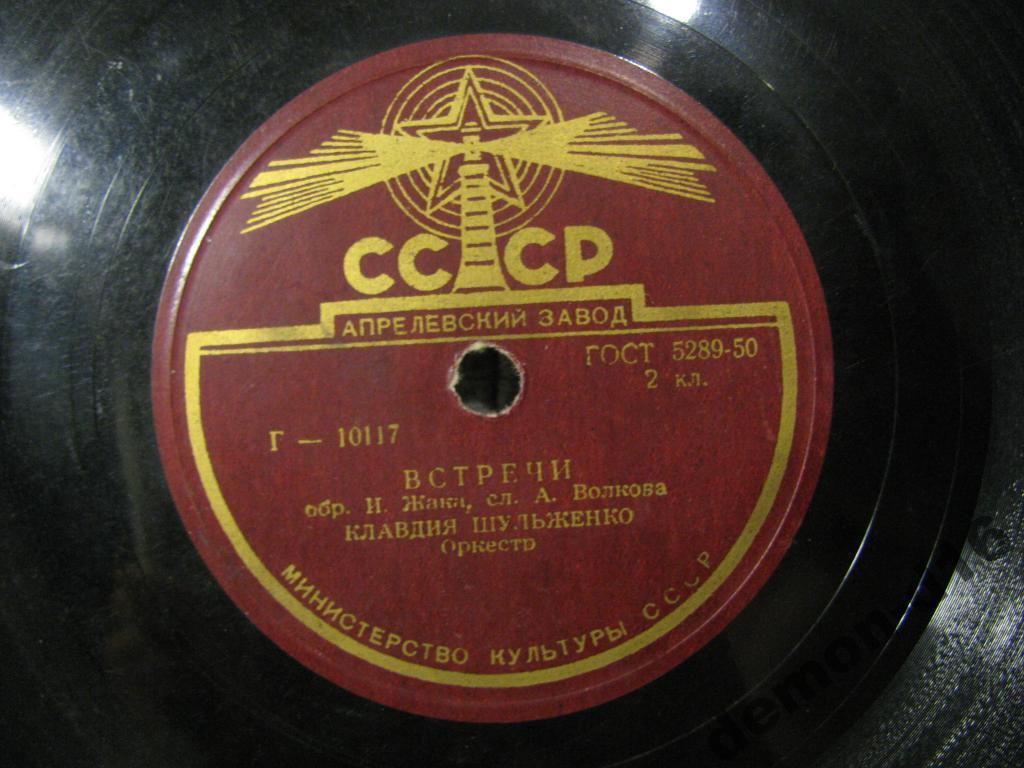 СССР
АПРЕЛЕВСКИЙ ЗАВОД
ГОСТ 5289-50
2 кл.
Г — 10117
ВСТРЕЧИ
обр. И. Жака, сл. А. Волкова
КЛАВДИЯ ШУЛЬЖЕНКО
Оркестр
МИНИСТЕРСТВО КУЛЬТУРЫ СССР